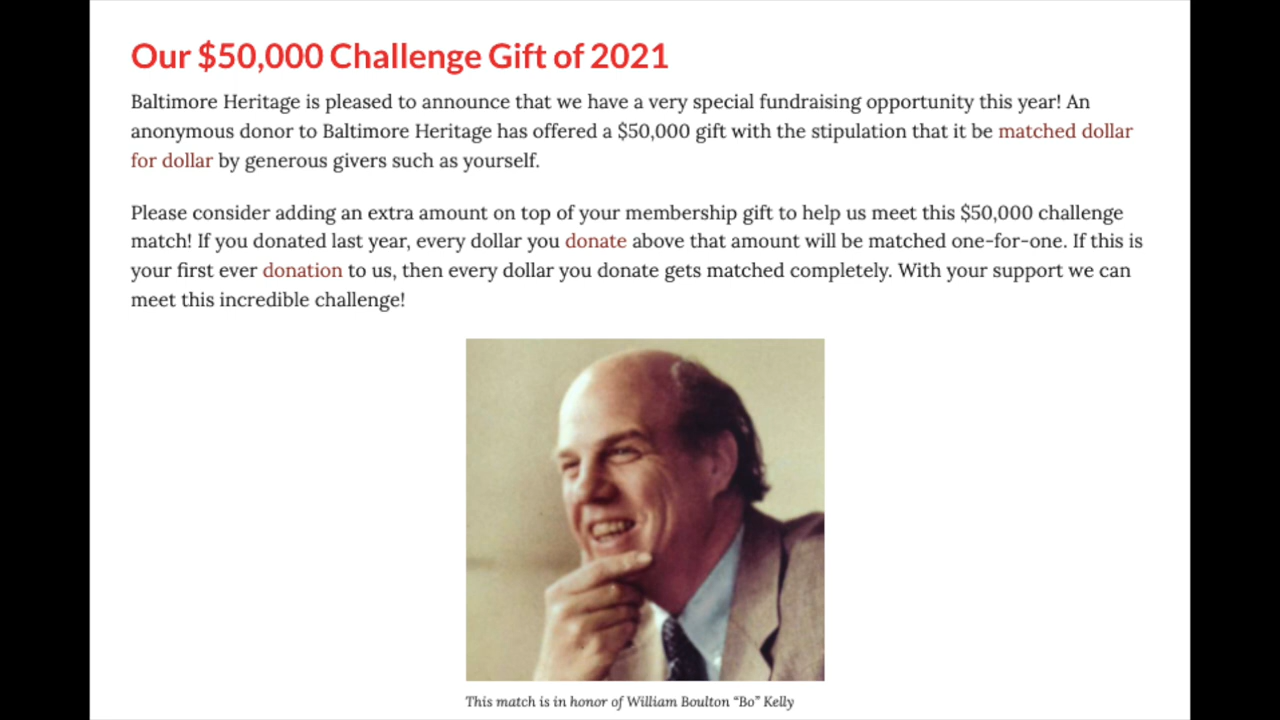 Our $50,000 Challenge Gift of 2021
Baltimore Heritage is pleased to announce that we have a very special fundraising opportunity this year! An
anonymous donor to Baltimore Heritage has offered a $50,000 gift with the stipulation that it be matched dollar
for dollar by generous givers such as yourself.
Please consider adding an extra amount on top of your membership gift to help us meet this $50,000 challenge
match! If you donated last year, every dollar you donate above that amount will be matched one-for-one. If this is
your first ever donation to us, then every dollar you donate gets matched completely. With your support we can
meet this incredible challenge!
This match is in honor of William Boulton “Bo” Kelly